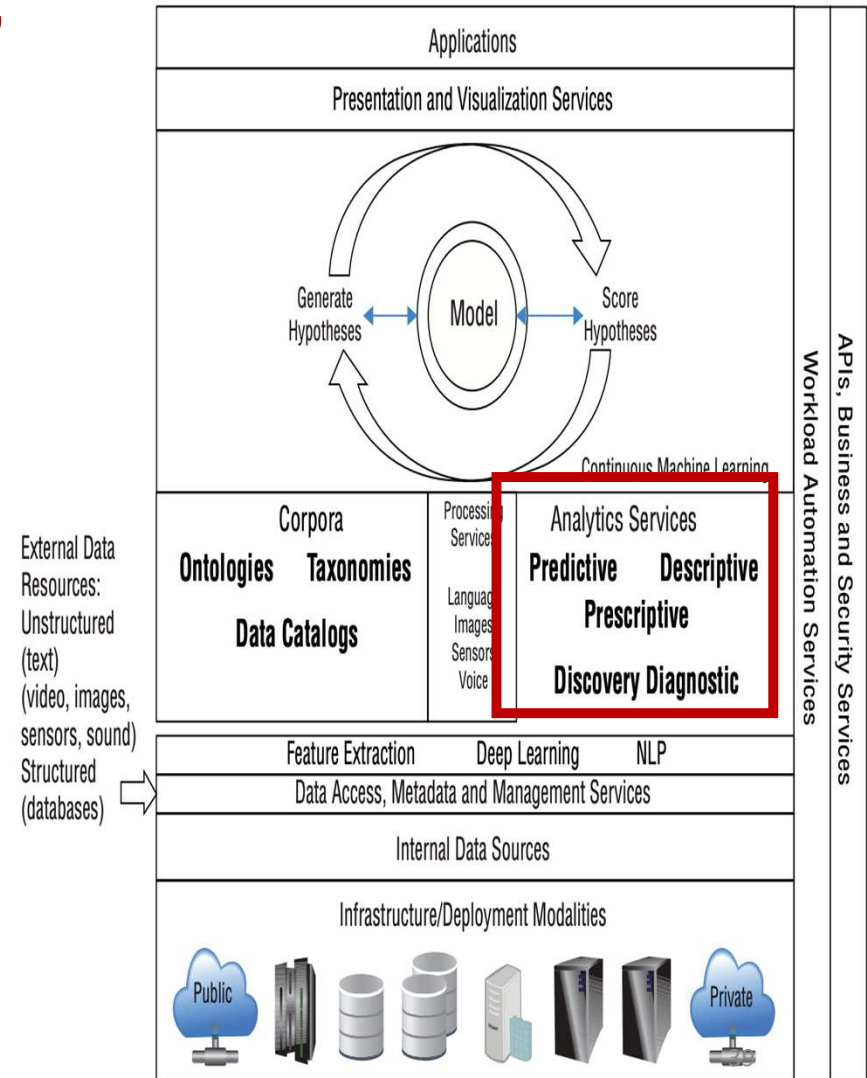 Applications
Presentation and Visualization Services
Generate
Hypotheses
Model
Score
Hypotheses
Continuous Machine Learning
Corpora
Ontologies Taxonomies
Data Catalogs
Processing
Services
Language
Images
Sensors
Voice
Analytics Services
Predictive Descriptive
Prescriptive
Discovery Diagnostic
Workload Automation Services
APIs, Business and Security Services
External Data
Resources:
Unstructured
(text)
(video, images,
sensors, sound)
Structured
(databases)
Feature Extraction Deep Learning NLP
Data Access, Metadata and Management Services
Internal Data Sources
Infrastructure/Deployment Modalities
Public
Private